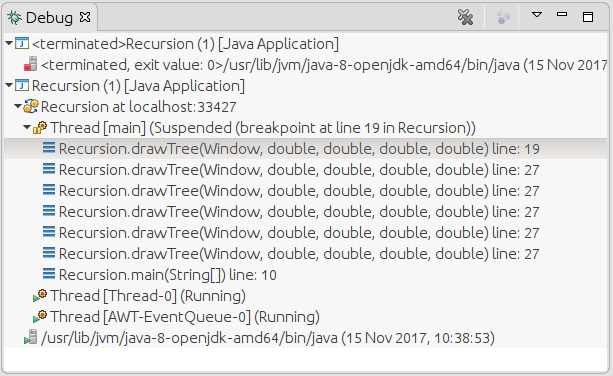 Debug
<terminated>Recursion (1) [Java Application]
<terminated, exit value: 0>/usr/lib/jvm/java-8-openjdk-amd64/bin/java (15 Nov 2017
Recursion (1) [Java Application]
Recursion at localhost:33427
Thread [main] (Suspended (breakpoint at line 19 in Recursion))
Recursion.drawTree(Window, double, double, double, double) line: 19
Recursion.drawTree(Window, double, double, double, double) line: 27
Recursion.drawTree(Window, double, double, double, double) line: 27
Recursion.drawTree(Window, double, double, double, double) line: 27
Recursion.drawTree(Window, double, double, double, double) line: 27
Recursion.drawTree(Window, double, double, double, double) line: 27
Recursion.main(String[]) line: 10
Thread [Thread-0] (Running)
Thread [AWT-EventQueue-0] (Running)
/usr/lib/jvm/java-8-openjdk-amd64/bin/java (15 Nov 2017, 10:38:53)